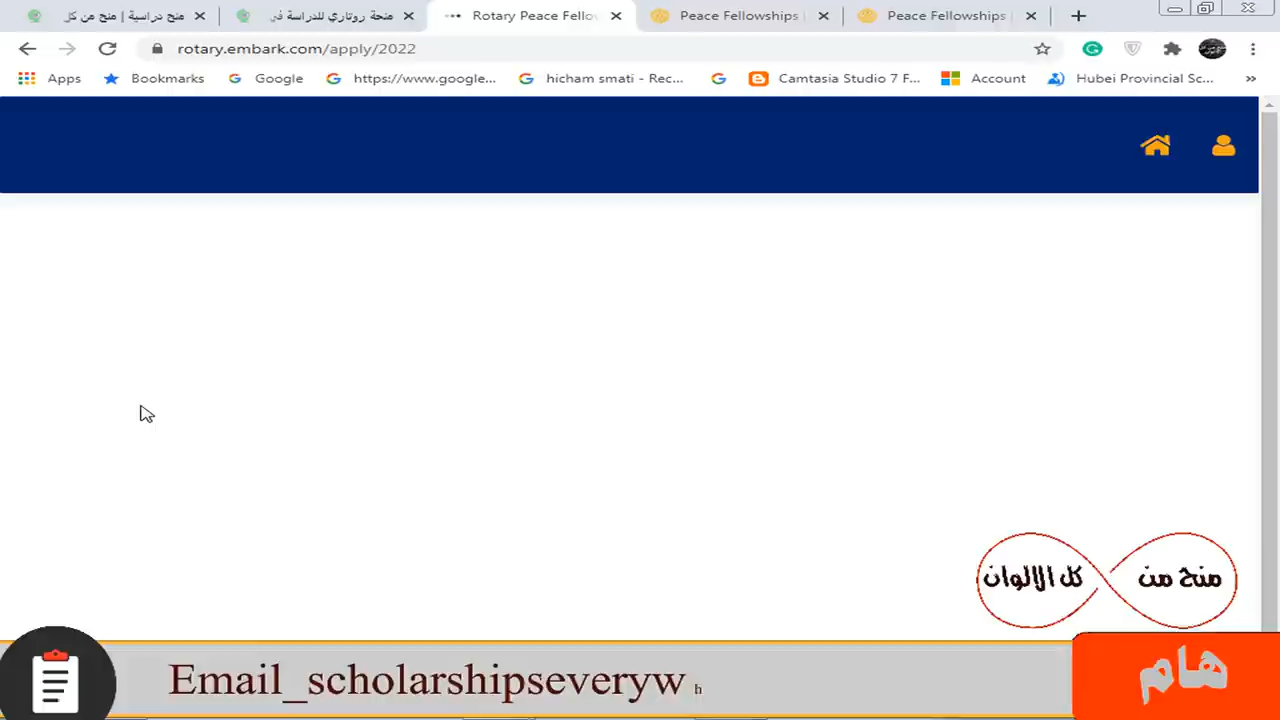 منح دراسية | منح من كل
منحة روتاري للدراسة في
Rotary Peace Fellow
Peace Fellowships |
Peace Fellowships |
rotary.embark.com/apply/2022
Apps Bookmarks Google https://www.google... hicham smati - Rec... Camtasia Studio 7 F... Account Hubei Provincial Sc... »
منح من كل الالوان
Email_scholarshipseveryw h
هام